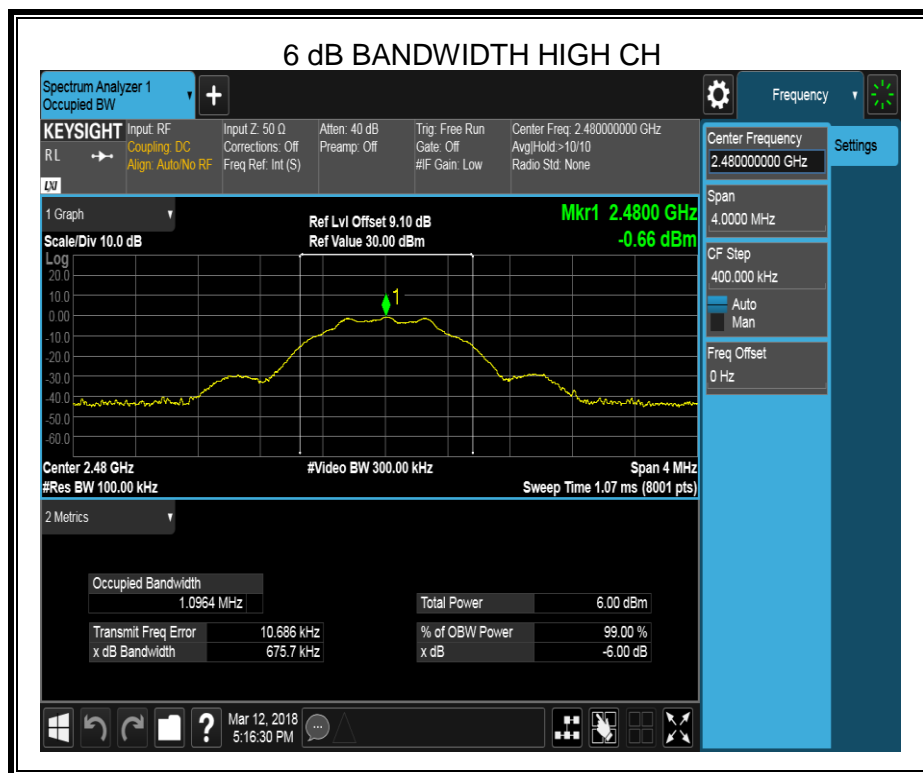 6 dB BANDWIDTH HIGH CH
Spectrum Analyzer 1
Occupied BW
+
Frequency
KEYSIGHT
RL
LXI
Input: RF
Coupling: DC
Align: Auto/No RF
Input Z: 50 Ω
Corrections: Off
Freq Ref: Int (S)
Atten: 40 dB
Preamp: Off
Trig: Free Run
Gate: Off
#IF Gain: Low
Center Freq: 2.480000000 GHz
Avg|Hold:>10/10
Radio Std: None
Center Frequency
2.480000000 GHz
Settings
Span
4.0000 MHz
CF Step
400.000 kHz
Auto
Man
Freq Offset
0 Hz
1 Graph
Scale/Div 10.0 dB
Ref Lvl Offset 9.10 dB
Ref Value 30.00 dBm
Mkr1 2.4800 GHz
-0.66 dBm
Log
20.0
10.0
0.00
-10.0
-20.0
-30.0
-40.0
-50.0
-60.0
1
Center 2.48 GHz
#Res BW 100.00 kHz
#Video BW 300.00 kHz
Span 4 MHz
Sweep Time 1.07 ms (8001 pts)
2 Metrics
Occupied Bandwidth
1.0964 MHz
Transmit Freq Error 10.686 kHz
x dB Bandwidth 675.7 kHz
Total Power 6.00 dBm
% of OBW Power 99.00 %
x dB -6.00 dB
?
Mar 12, 2018
5:16:30 PM